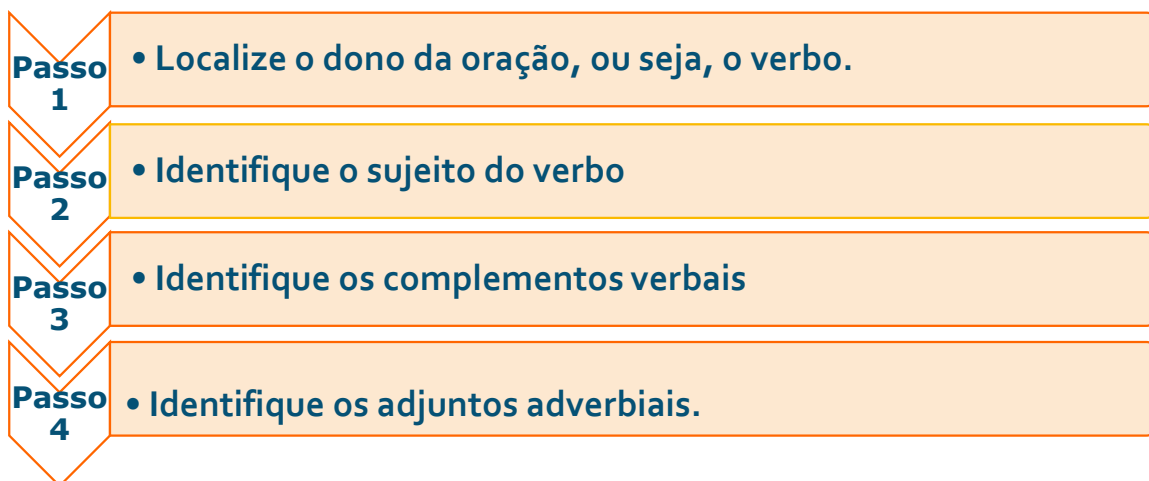 Passo
1
• Localize o dono da oração, ou seja, o verbo.
Passo
2
• Identifique o sujeito do verbo
Passo
3
• Identifique os complementos verbais
Passo
4
• Identifique os adjuntos adverbiais.